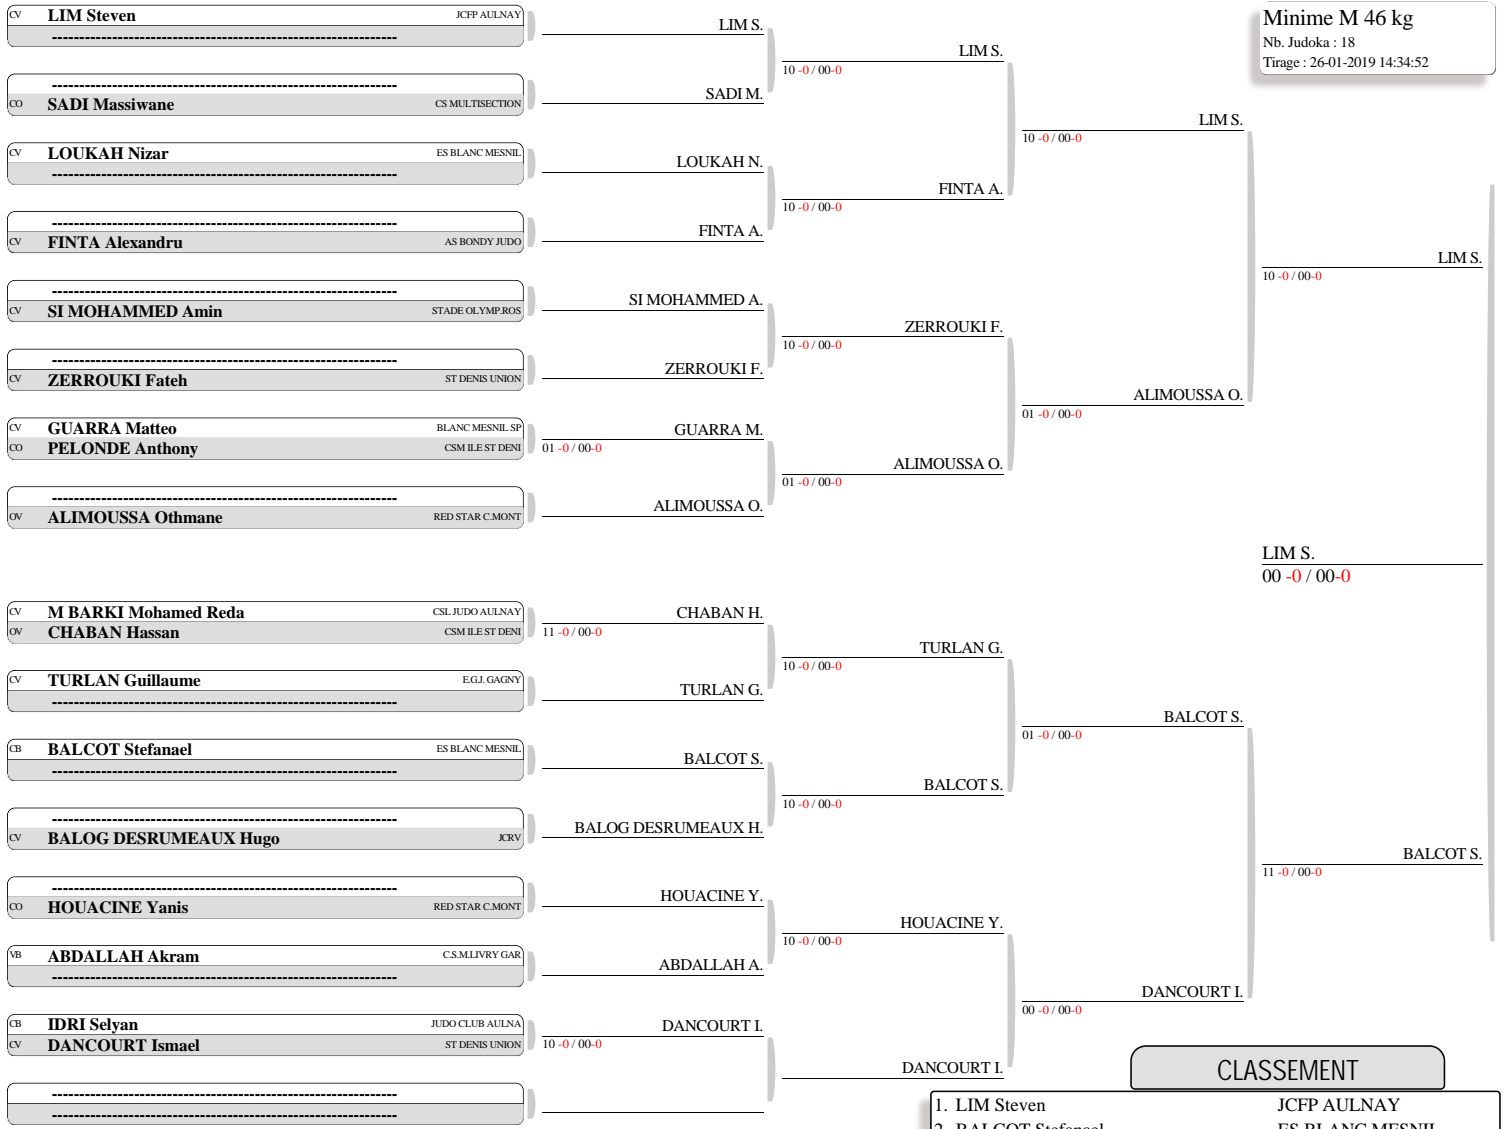 Minime M 46 kg
Nb. Judoka : 18
Tirage : 26-01-2019 14:34:52
CV LIM Steven JCFP AULNAY
CO SADI Massiwane CS MULTISECTION
CV LOUKAH Nizar ES BLANC MESNIL
CV FINTA Alexandru AS BONDY JUDO
CV SI MOHAMMED Amin STADE OLYMP.ROS
CV ZERROUKI Fateh ST DENIS UNION
CV GUARRA Matteo BLANC MESNIL SP
CO PELONDE Anthony CSM ILE ST DENI
OV ALIMOUSSA Othmane RED STAR C.MONT
CV M BARKI Mohamed Reda CSL JUDO AULNAY
OV CHABAN Hassan CSM ILE ST DENI
CV TURLAN Guillaume E.G.J. GAGNY
CB BALCOT Stefanael ES BLANC MESNIL
CV BALOG DESRUMEAUX Hugo JCRV
CO HOUACINE Yanis RED STAR C.MONT
VB ABDALLAH Akram C.S.M.LIVRY GAR
CB IDRI Selyan JUDO CLUB AULNA
CV DANCOURT Ismael ST DENIS UNION
LIM S.
SADI M.
LOUKAH N.
FINTA A.
SI MOHAMMED A.
ZERROUKI F.
GUARRA M.
01 -0 / 00-0
ALIMOUSSA O.
CHABAN H.
11 -0 / 00-0
TURLAN G.
BALCOT S.
BALOG DESRUMEAUX H.
HOUACINE Y.
ABDALLAH A.
DANCOURT I.
10 -0 / 00-0
LIM S.
10 -0 / 00-0
FINTA A.
10 -0 / 00-0
ZERROUKI F.
10 -0 / 00-0
ALIMOUSSA O.
01 -0 / 00-0
TURLAN G.
10 -0 / 00-0
BALCOT S.
10 -0 / 00-0
HOUACINE Y.
10 -0 / 00-0
DANCOURT I.
LIM S.
10 -0 / 00-0
ALIMOUSSA O.
01 -0 / 00-0
BALCOT S.
01 -0 / 00-0
DANCOURT I.
00 -0 / 00-0
LIM S.
10 -0 / 00-0
BALCOT S.
11 -0 / 00-0
LIM S.
00 -0 / 00-0
CLASSEMENT
1. LIM Steven JCFP AULNAY
2. BALCOT Stefanael ES BLANC MESNIL